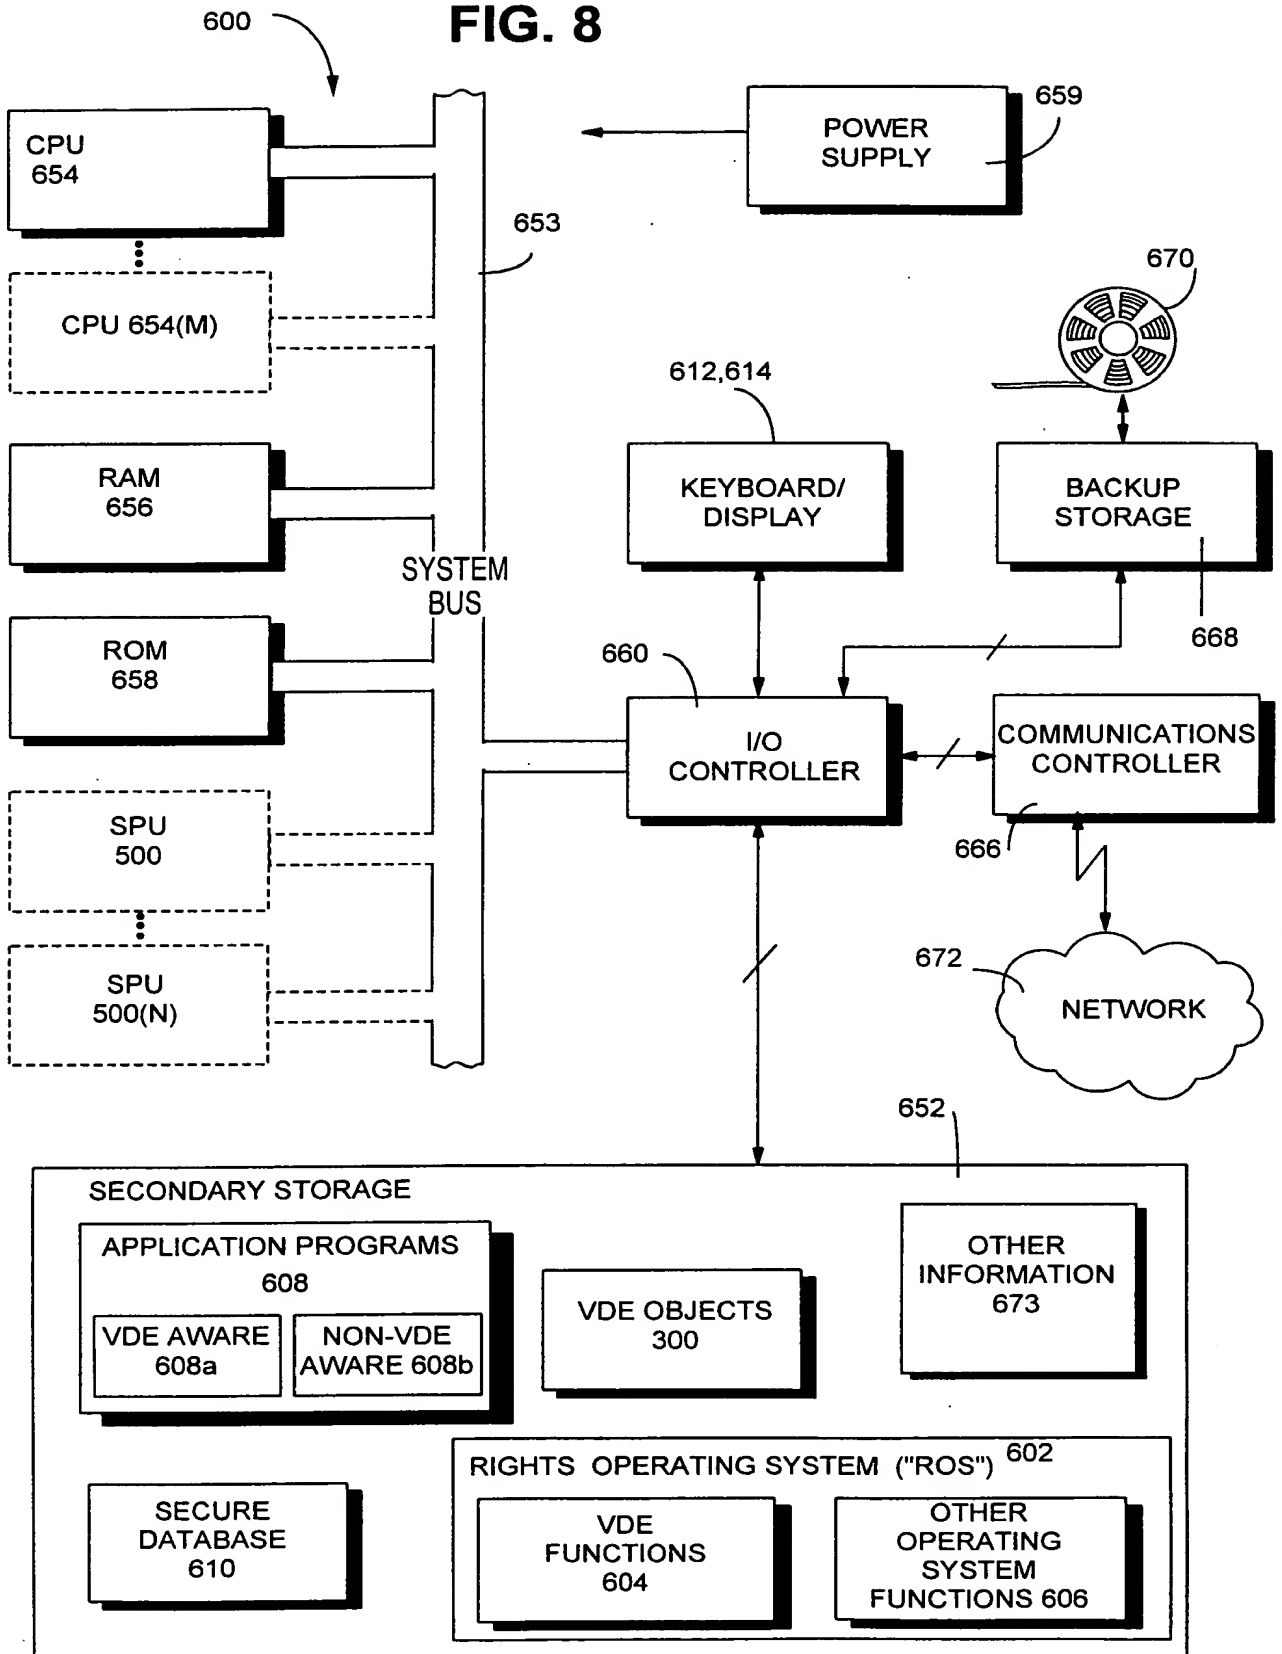 600
FIG. 8
CPU
654
POWER
SUPPLY
659
653
CPU 654(M)
670
612,614
RAM
656
KEYBOARD/
DISPLAY
BACKUP
STORAGE
SYSTEM
BUS
668
ROM
658
660
I/O
CONTROLLER
COMMUNICATIONS
CONTROLLER
666
SPU
500
SPU
500(N)
672
NETWORK
652
SECONDARY STORAGE
APPLICATION PROGRAMS
608
VDE AWARE
608a
NON-VDE
AWARE 608b
VDE OBJECTS
300
OTHER
INFORMATION
673
SECURE
DATABASE
610
RIGHTS OPERATING SYSTEM ("ROS") 602
VDE
FUNCTIONS
604
OTHER
OPERATING
SYSTEM
FUNCTIONS 606